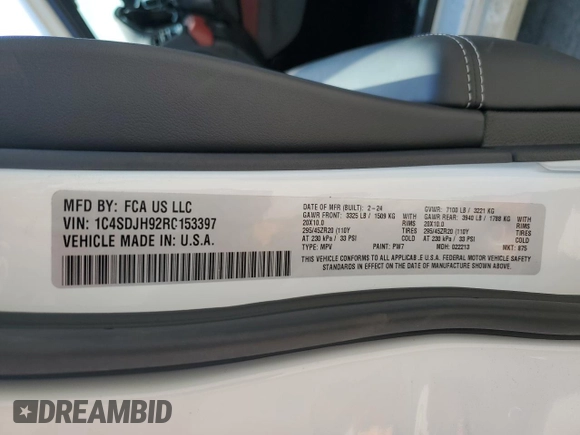 MFD BY: FCA US LLC
VIN: 1C4SDJH92RC153397
VEHICLE MADE IN: U.S.A.
DATE OF MFR (BUILT): 2-24
GAWR FRONT: 3325 LB / 1509 KG
WITH
20X10.0
RIMS
295/45ZR20 (110Y
TIRES
AT 230 kPa / 33 PSI
COLD
TYPE: MPV
PAINT: PW7
GVWR: 7100 LB / 3221 KG
GAWR REAR: 3940 LB / 1788 KG
WITH
20X10.0
RIMS
295/45ZR20 (110Y
TIRES
AT 230 kPa / 33 PSI
COLD
MDH: 022213
MKT: 875
THIS VEHICLE CONFORMS TO ALL APPLICAB .E U.S.A. FEDERAL MOTOR VEHICLE SAFETY
STANDARDS IN EFFECT ON THE DATE OF MANUFACTURE SHOWN ABOVE.
DREAMBID